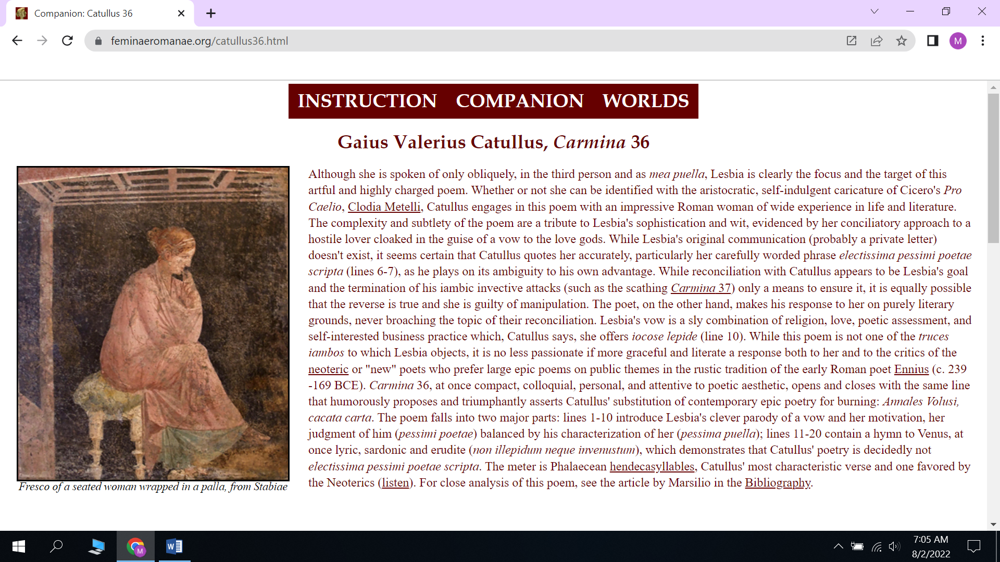 Companion: Catullus 36
feminaeromanae.org/catullus36.html
M
INSTRUCTION COMPANION WORLDS
Gaius Valerius Catullus, Carmina 36
Although she is spoken of only obliquely, in the third person and as mea puella, Lesbia is clearly the focus and the target of this
artful and highly charged poem. Whether or not she can be identified with the aristocratic, self-indulgent caricature of Cicero's Pro
Caelio, Clodia Metelli, Catullus engages in this poem with an impressive Roman woman of wide experience in life and literature.
The complexity and subtlety of the poem are a tribute to Lesbia's sophistication and wit, evidenced by her conciliatory approach to a
hostile lover cloaked in the guise of a vow to the love gods. While Lesbia's original communication (probably a private letter)
doesn't exist, it seems certain that Catullus quotes her accurately, particularly her carefully worded phrase electissima pessimi poetae
scripta (lines 6-7), as he plays on its ambiguity to his own advantage. While reconciliation with Catullus appears to be Lesbia's goal
and the termination of his iambic invective attacks (such as the scathing Carmina 37) only a means to ensure it, it is equally possible
that the reverse is true and she is guilty of manipulation. The poet, on the other hand, makes his response to her on purely literary
grounds, never broaching the topic of their reconciliation. Lesbia's vow is a sly combination of religion, love, poetic assessment, and
self-interested business practice which, Catullus says, she offers iocose lepide (line 10). While this poem is not one of the truces
iambos to which Lesbia objects, it is no less passionate if more graceful and literate a response both to her and to the critics of the
neoteric or "new" poets who prefer large epic poems on public themes in the rustic tradition of the early Roman poet Ennius (c. 239
-169 BCE). Carmina 36, at once compact, colloquial, personal, and attentive to poetic aesthetic, opens and closes with the same line
that humorously proposes and triumphantly asserts Catullus' substitution of contemporary epic poetry for burning: Annales Volusi,
cacata carta. The poem falls into two major parts: lines 1-10 introduce Lesbia's clever parody of a vow and her motivation, her
judgment of him (pessimi poetae) balanced by his characterization of her (pessima puella); lines 11-20 contain a hymn to Venus, at
once lyric, sardonic and erudite (non illepidum neque invenustum), which demonstrates that Catullus' poetry is decidedly not
electissima pessimi poetae scripta. The meter is Phalaecean hendecasyllables, Catullus' most characteristic verse and one favored by
the Neoterics (listen). For close analysis of this poem, see the article by Marsilio in the Bibliography.
Fresco of a seated woman wrapped in a palla, from Stabiae
M
W
7:05 AM
8/2/2022